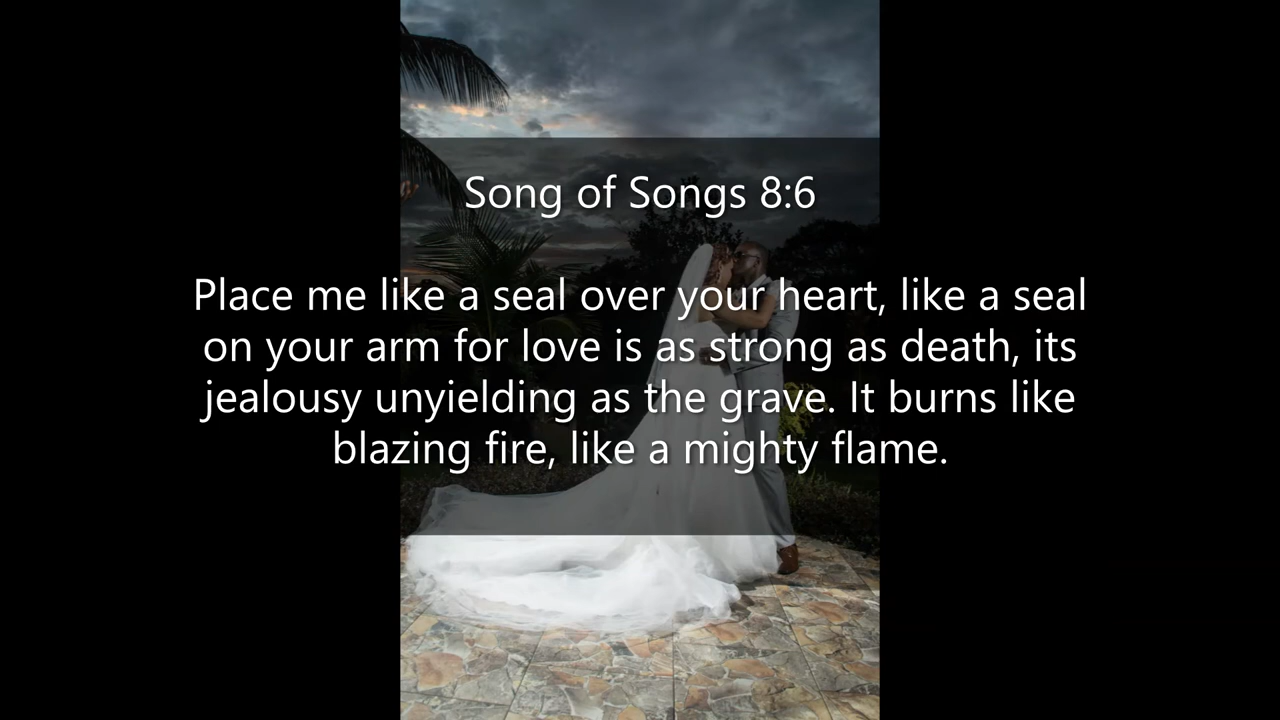 Song of Songs 8:6
Place me like a seal over your heart, like a seal
on your arm for love is as strong as death, its
jealousy unyielding as the grave. It burns like
blazing fire, like a mighty flame.